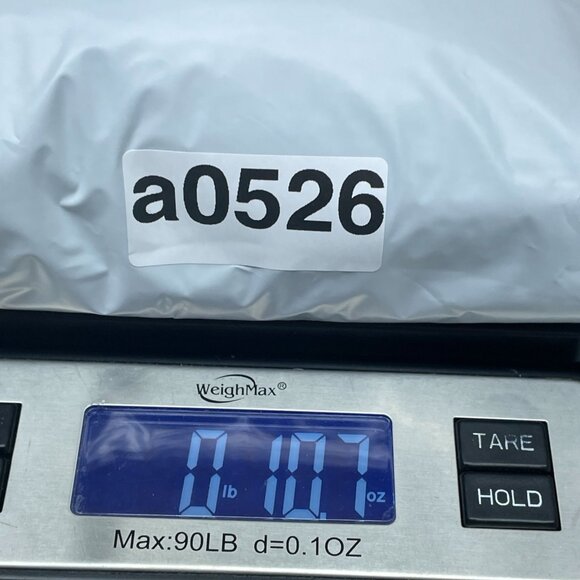 a0526
WeighMax®
0 lb 10.7 oz
TARE
HOLD
Max:90LB d=0.1OZ